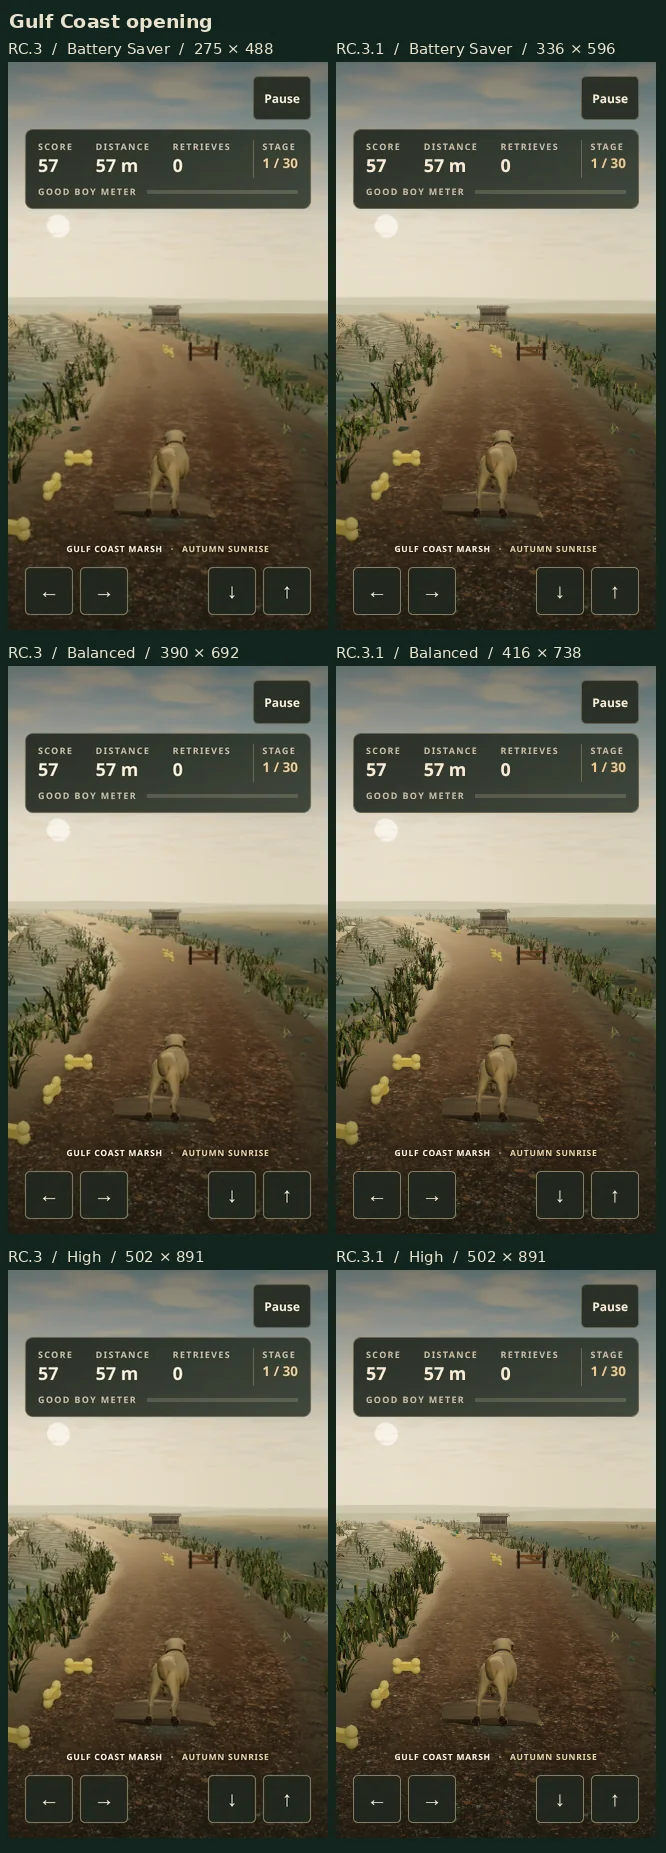 Gulf Coast opening
RC.3 / Battery Saver / 275 × 488
Pause
SCORE DISTANCE RETRIEVES STAGE
57 57 m 0 1 / 30
GOOD BOY METER
GULF COAST MARSH · AUTUMN SUNRISE
← → ↓ ↑
RC.3.1 / Battery Saver / 336 × 596
Pause
SCORE DISTANCE RETRIEVES STAGE
57 57 m 0 1 / 30
GOOD BOY METER
GULF COAST MARSH · AUTUMN SUNRISE
← → ↓ ↑
RC.3 / Balanced / 390 × 692
Pause
SCORE DISTANCE RETRIEVES STAGE
57 57 m 0 1 / 30
GOOD BOY METER
GULF COAST MARSH · AUTUMN SUNRISE
← → ↓ ↑
RC.3.1 / Balanced / 416 × 738
Pause
SCORE DISTANCE RETRIEVES STAGE
57 57 m 0 1 / 30
GOOD BOY METER
GULF COAST MARSH · AUTUMN SUNRISE
← → ↓ ↑
RC.3 / High / 502 × 891
Pause
SCORE DISTANCE RETRIEVES STAGE
57 57 m 0 1 / 30
GOOD BOY METER
GULF COAST MARSH · AUTUMN SUNRISE
← → ↓ ↑
RC.3.1 / High / 502 × 891
Pause
SCORE DISTANCE RETRIEVES STAGE
57 57 m 0 1 / 30
GOOD BOY METER
GULF COAST MARSH · AUTUMN SUNRISE
← → ↓ ↑